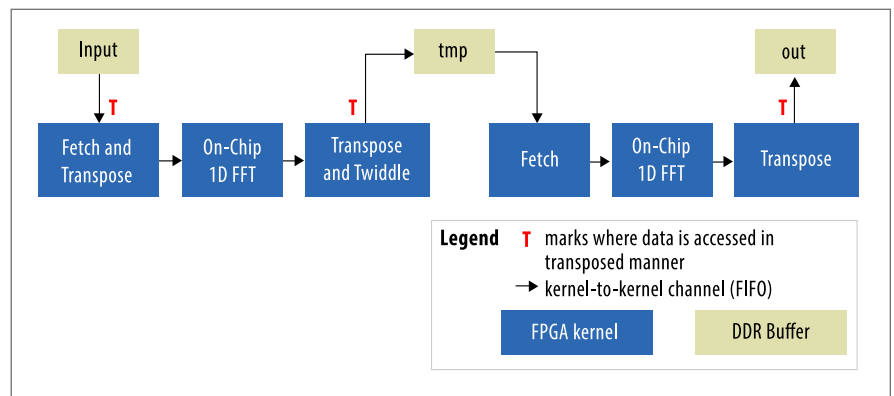 Input
tmp
out
T
T
T
Fetch and
Transpose
On-Chip
1D FFT
Transpose
and Twiddle
Fetch
On-Chip
1D FFT
Transpose
Legend
T marks where data is accessed in
transposed manner
kernel-to-kernel channel (FIFO)
FPGA kernel
DDR Buffer